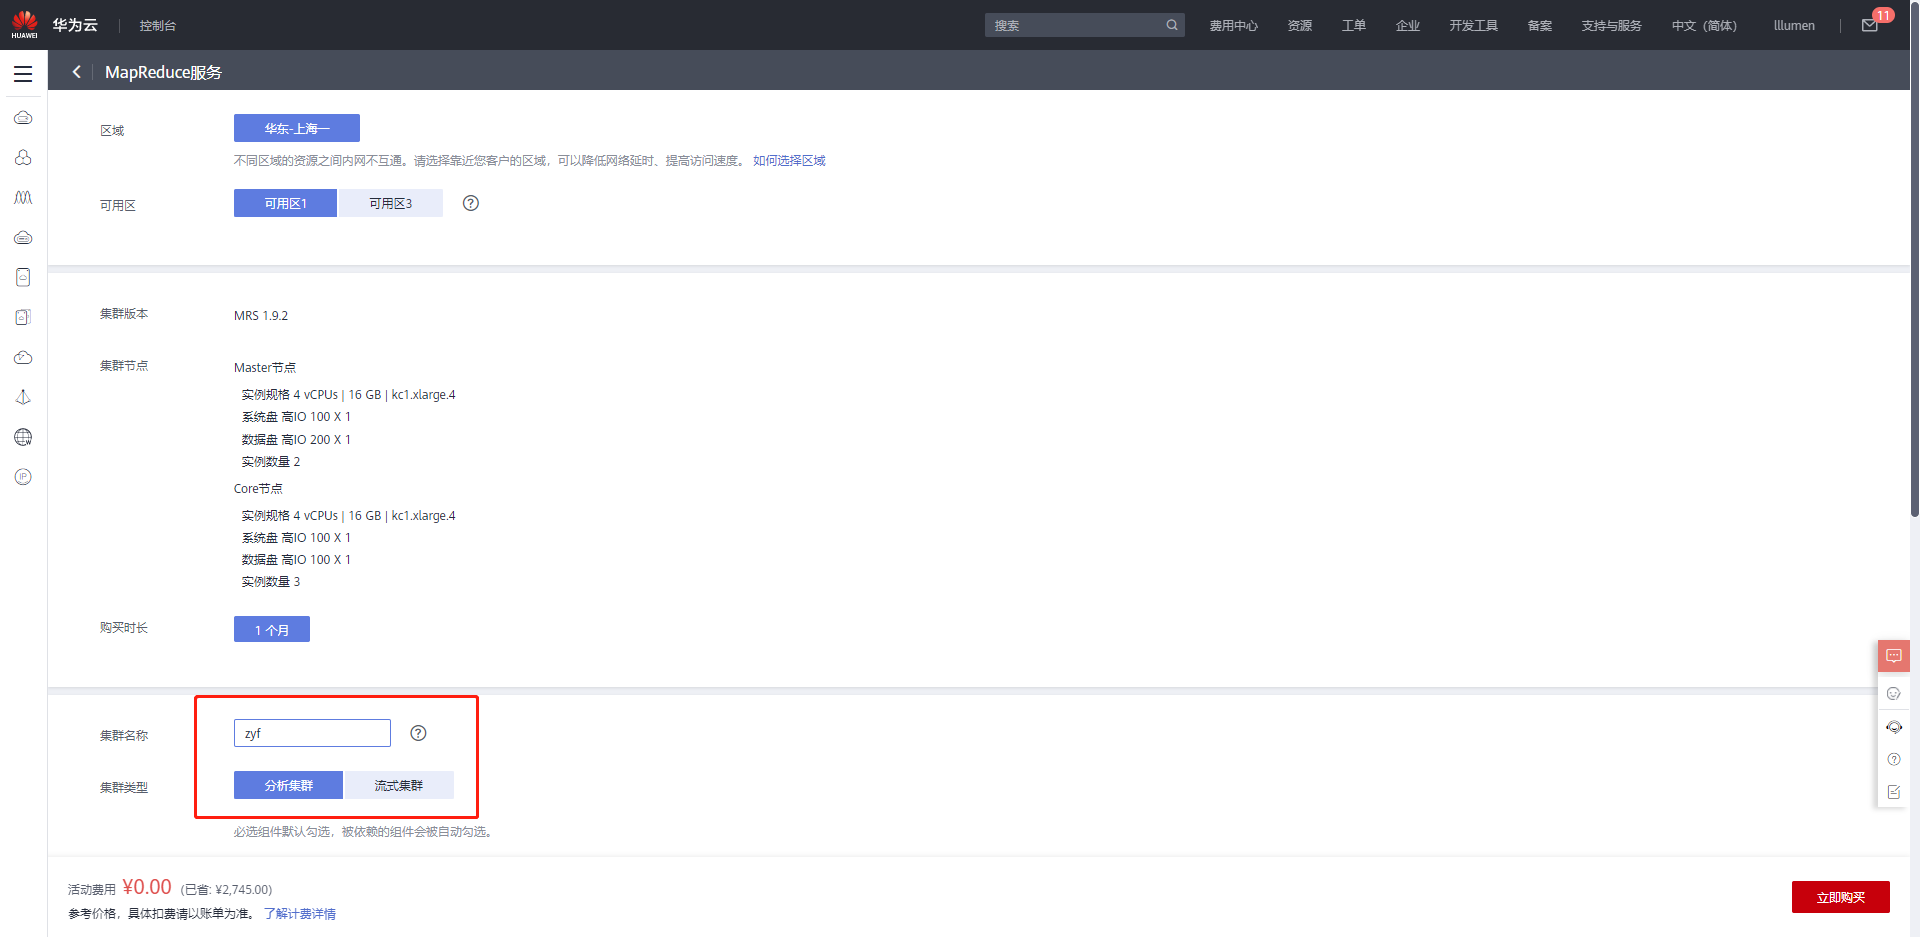 HUAWEI
华为云
控制台
搜索
费用中心
资源
工单
企业
开发工具
备案
支持与服务
中文（简体）
lllumen
11
MapReduce服务
区域
华东-上海一
不同区域的资源之间内网不互通。请选择靠近您客户的区域，可以降低网络延时、提高访问速度。 如何选择区域
可用区
可用区1
可用区3
?
集群版本
MRS 1.9.2
集群节点
Master节点
实例规格 4 vCPUs | 16 GB | kc1.xlarge.4
系统盘 高IO 100 X 1
数据盘 高IO 200 X 1
实例数量 2
Core节点
实例规格 4 vCPUs | 16 GB | kc1.xlarge.4
系统盘 高IO 100 X 1
数据盘 高IO 100 X 1
实例数量 3
购买时长
1 个月
集群名称
zyf
?
集群类型
分析集群
流式集群
必选组件默认勾选，被依赖的组件会被自动勾选。
活动费用 ¥0.00 (已省: ¥2,745.00)
参考价格，具体扣费请以账单为准。 了解计费详情
立即购买